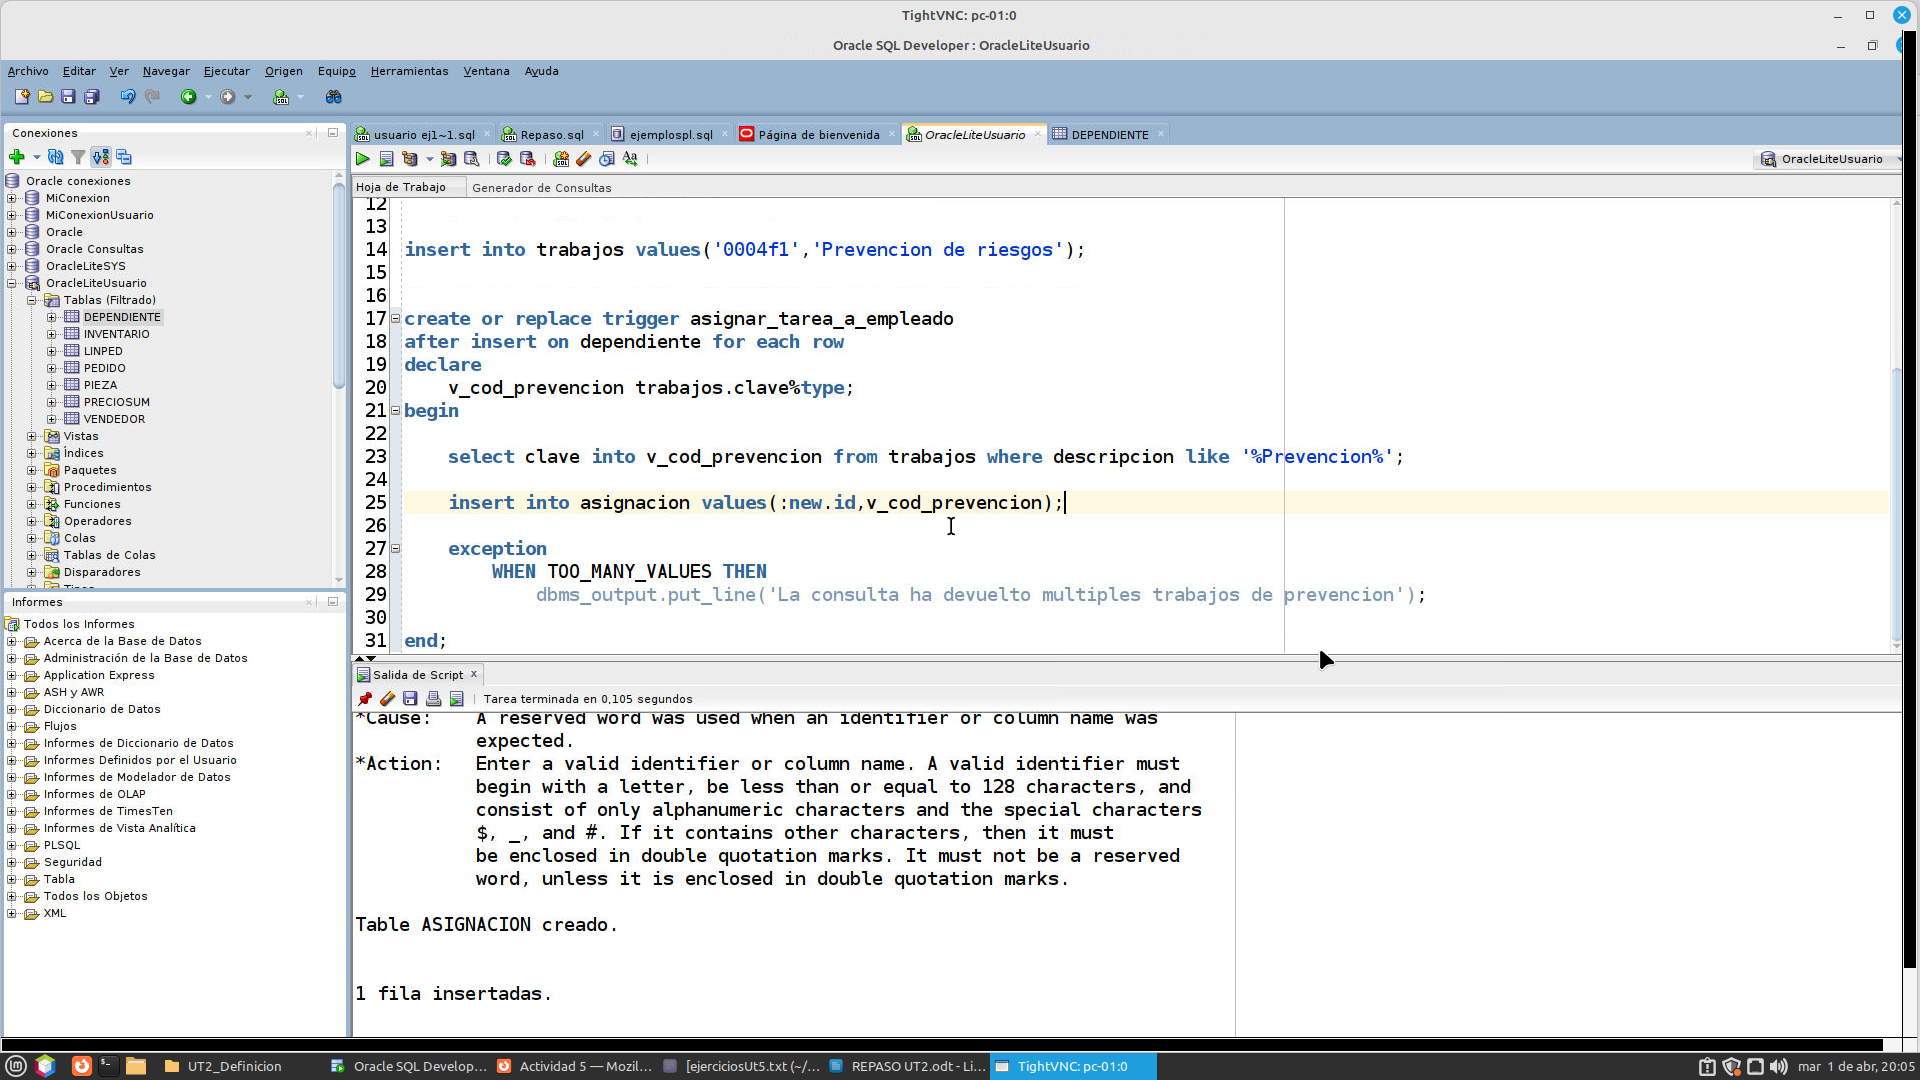 TightVNC: pc-01:0
Oracle SQL Developer : OracleLiteUsuario
Archivo Editar Ver Navegar Ejecutar Origen Equipo Herramientas Ventana Ayuda
Conexiones
Oracle conexiones
MiConexion
MiConexionUsuario
Oracle
Oracle Consultas
OracleLiteSYS
OracleLiteUsuario
Tablas (Filtrado)
DEPENDIENTE
INVENTARIO
LINPED
PEDIDO
PIEZA
PRECIOSUM
VENDEDOR
Vistas
Índices
Paquetes
Procedimientos
Funciones
Operadores
Colas
Tablas de Colas
Disparadores
Informes
Todos los Informes
Acerca de la Base de Datos
Administración de la Base de Datos
Application Express
ASH y AWR
Diccionario de Datos
Flujos
Informes de Diccionario de Datos
Informes Definidos por el Usuario
Informes de Modelador de Datos
Informes de OLAP
Informes de TimesTen
Informes de Vista Analítica
PLSQL
Seguridad
Tabla
Todos los Objetos
XML
usuario ej1~1.sql Repaso.sql ejemplospl.sql Página de bienvenida OracleLiteUsuario DEPENDIENTE
OracleLiteUsuario
Hoja de Trabajo Generador de Consultas
12
13
14 insert into trabajos values('0004f1','Prevencion de riesgos');
15
16
17 create or replace trigger asignar_tarea_a_empleado
18 after insert on dependiente for each row
19 declare
20 v_cod_prevencion trabajos.clave%type;
21 begin
22
23 select clave into v_cod_prevencion from trabajos where descripcion like '%Prevencion%';
24
25 insert into asignacion values(:new.id,v_cod_prevencion);
26
27 exception
28 WHEN TOO_MANY_VALUES THEN
29 dbms_output.put_line('La consulta ha devuelto multiples trabajos de prevencion');
30
31 end;
Salida de Script
Tarea terminada en 0,105 segundos
*Cause: A reserved word was used when an identifier or column name was
expected.
*Action: Enter a valid identifier or column name. A valid identifier must
begin with a letter, be less than or equal to 128 characters, and
consist of only alphanumeric characters and the special characters
$, _, and #. If it contains other characters, then it must
be enclosed in double quotation marks. It must not be a reserved
word, unless it is enclosed in double quotation marks.
Table ASIGNACION creado.
1 fila insertadas.
UT2_Definicion Oracle SQL Develop... Actividad 5 — Mozil... [ejerciciosUt5.txt (~/... REPASO UT2.odt - Li... TightVNC: pc-01:0 mar 1 de abr, 20:05